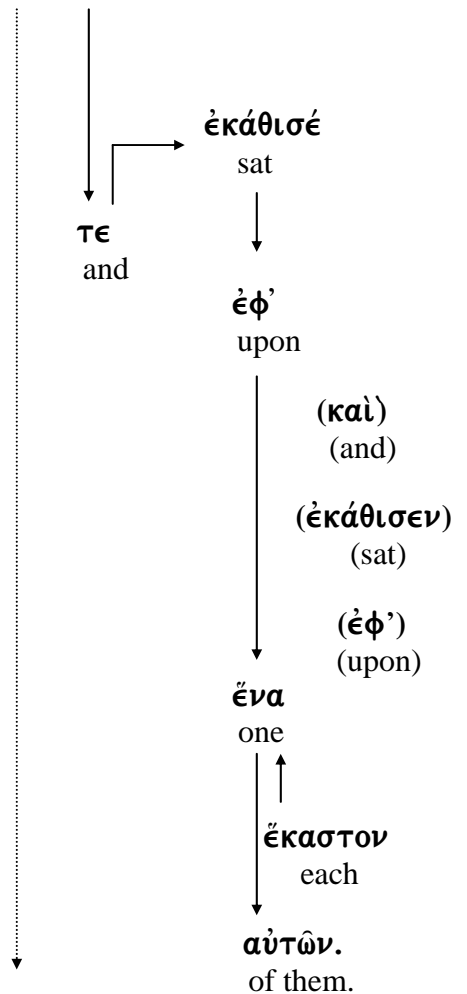 ἐκάθισέ
sat
τε
and
ἐφ’
upon
(καὶ)
(and)
(ἐκάθισεν)
(sat)
(ἐφ’)
(upon)
ἕνα
one
ἕκαστον
each
αὐτῶν.
of them.